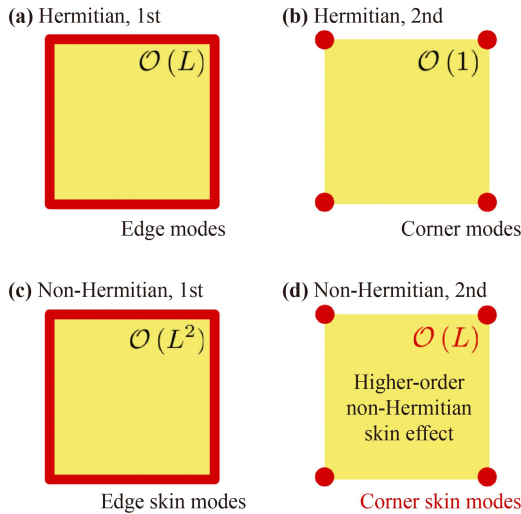 (a) Hermitian, 1st
(b) Hermitian, 2nd
𝒪 (L)
𝒪 (1)
Edge modes
Corner modes
(c) Non-Hermitian, 1st
(d) Non-Hermitian, 2nd
𝒪 (L²)
𝒪 (L)
Higher-order
non-Hermitian
skin effect
Edge skin modes
Corner skin modes